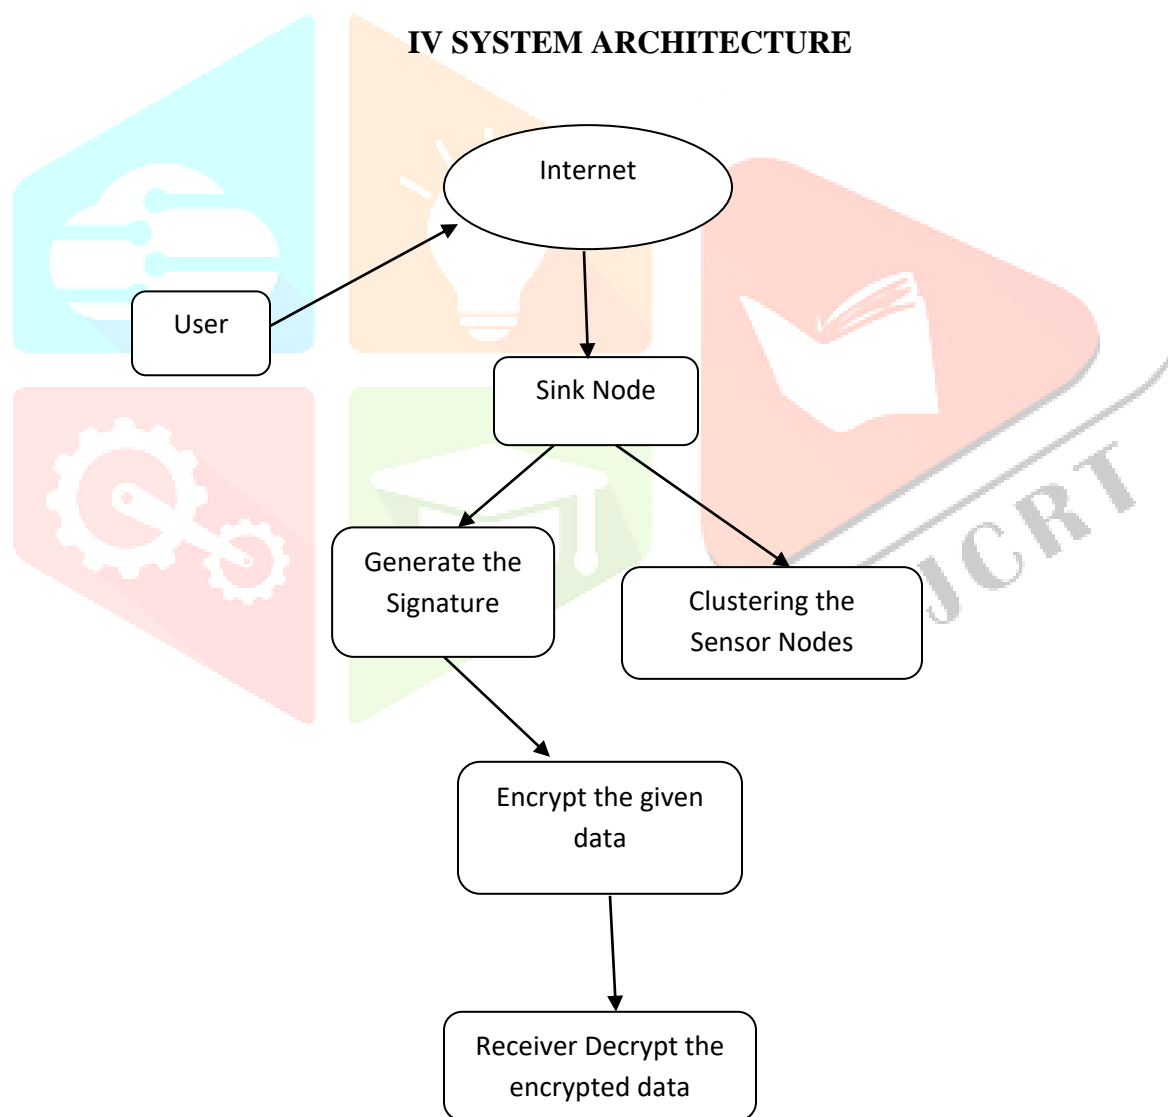 IV SYSTEM ARCHITECTURE
Internet
User
Sink Node
Generate the
Signature
Clustering the
Sensor Nodes
JCRT
Encrypt the given
data
Receiver Decrypt the
encrypted data